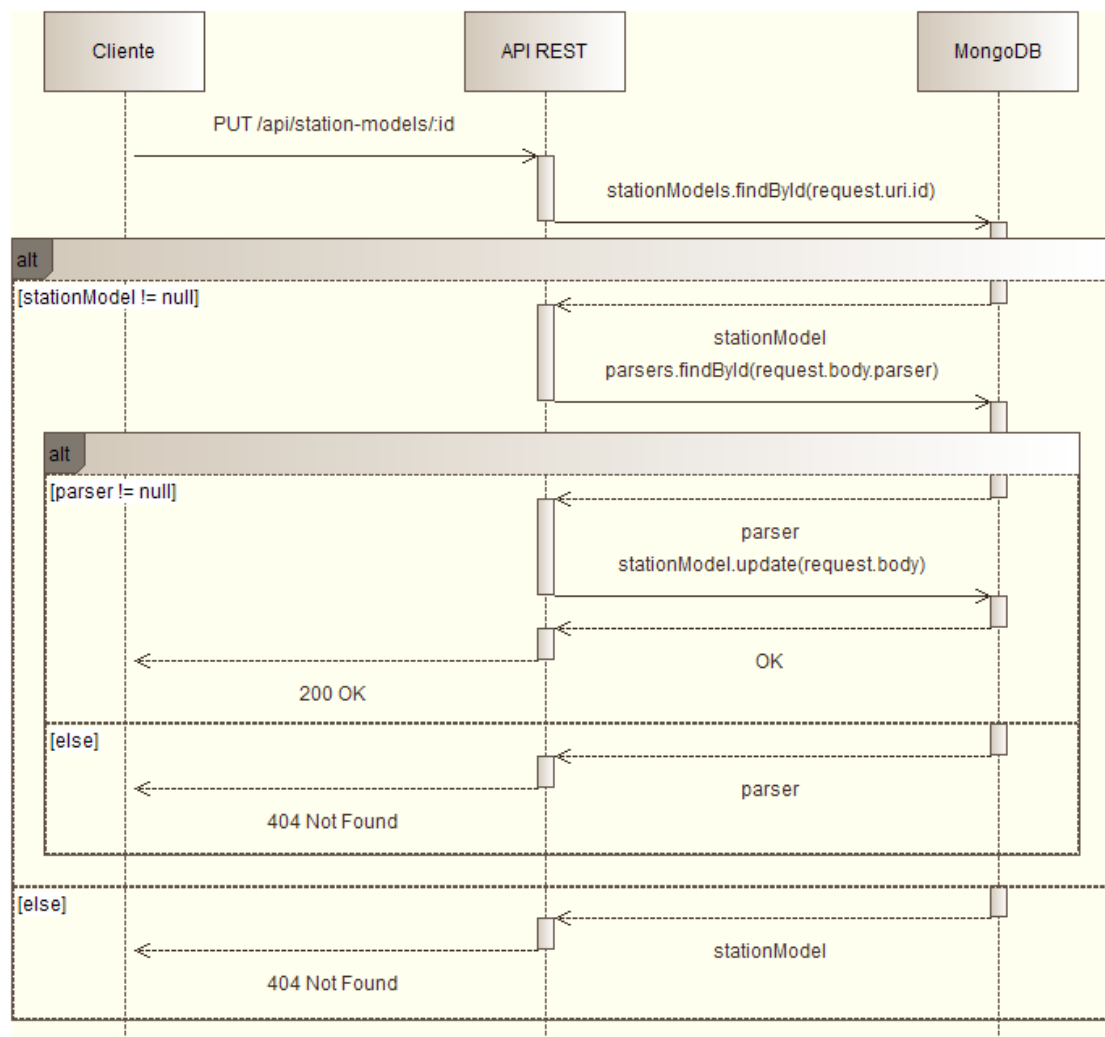 Cliente
API REST
MongoDB
PUT /api/station-models/:id
stationModels.findById(request.uri.id)
alt
[stationModel != null]
stationModel
parsers.findById(request.body.parser)
alt
[parser != null]
parser
stationModel.update(request.body)
OK
200 OK
[else]
parser
404 Not Found
[else]
stationModel
404 Not Found